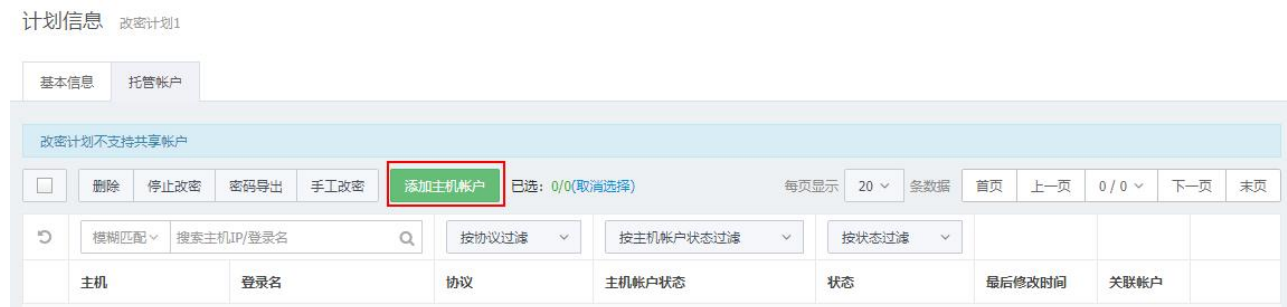 计划信息 改密计划1
基本信息 托管帐户
改密计划不支持共享帐户
删除 停止改密 密码导出 手工改密 添加主机帐户 已选: 0/0(取消选择) 每页显示 20 条数据 首页 上一页 0 / 0 下一页 末页
模糊匹配 搜索主机IP/登录名 按协议过滤 按主机帐户状态过滤 按状态过滤
主机 登录名 协议 主机帐户状态 状态 最后修改时间 关联帐户